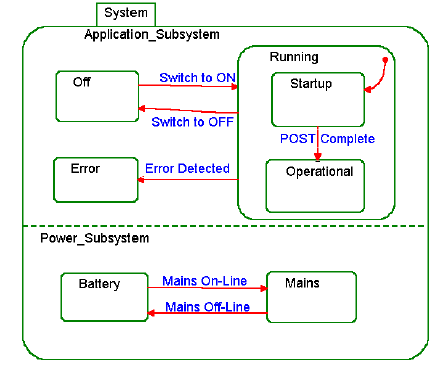 System
Application_Subsystem
Running
Off
Switch to ON
Startup
Switch to OFF
POST Complete
Error
Error Detected
Operational
Power_Subsystem
Battery
Mains On-Line
Mains
Mains Off-Line